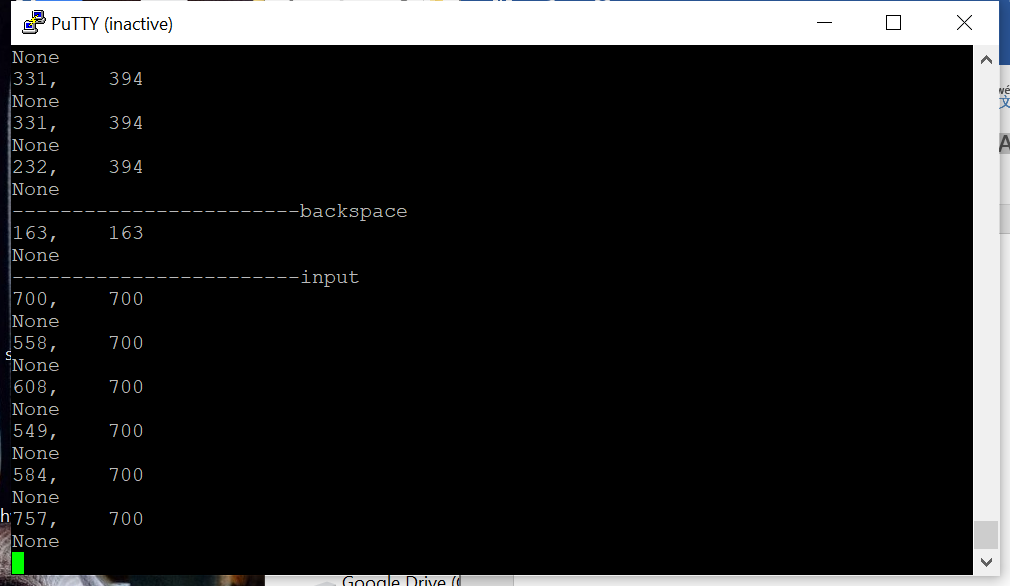 PuTTY (inactive)
None
331,    394
None
331,    394
None
232,    394
None
------------------------backspace
163,    163
None
------------------------input
700,    700
None
558,    700
None
608,    700
None
549,    700
None
584,    700
None
757,    700
None
Google Drive (